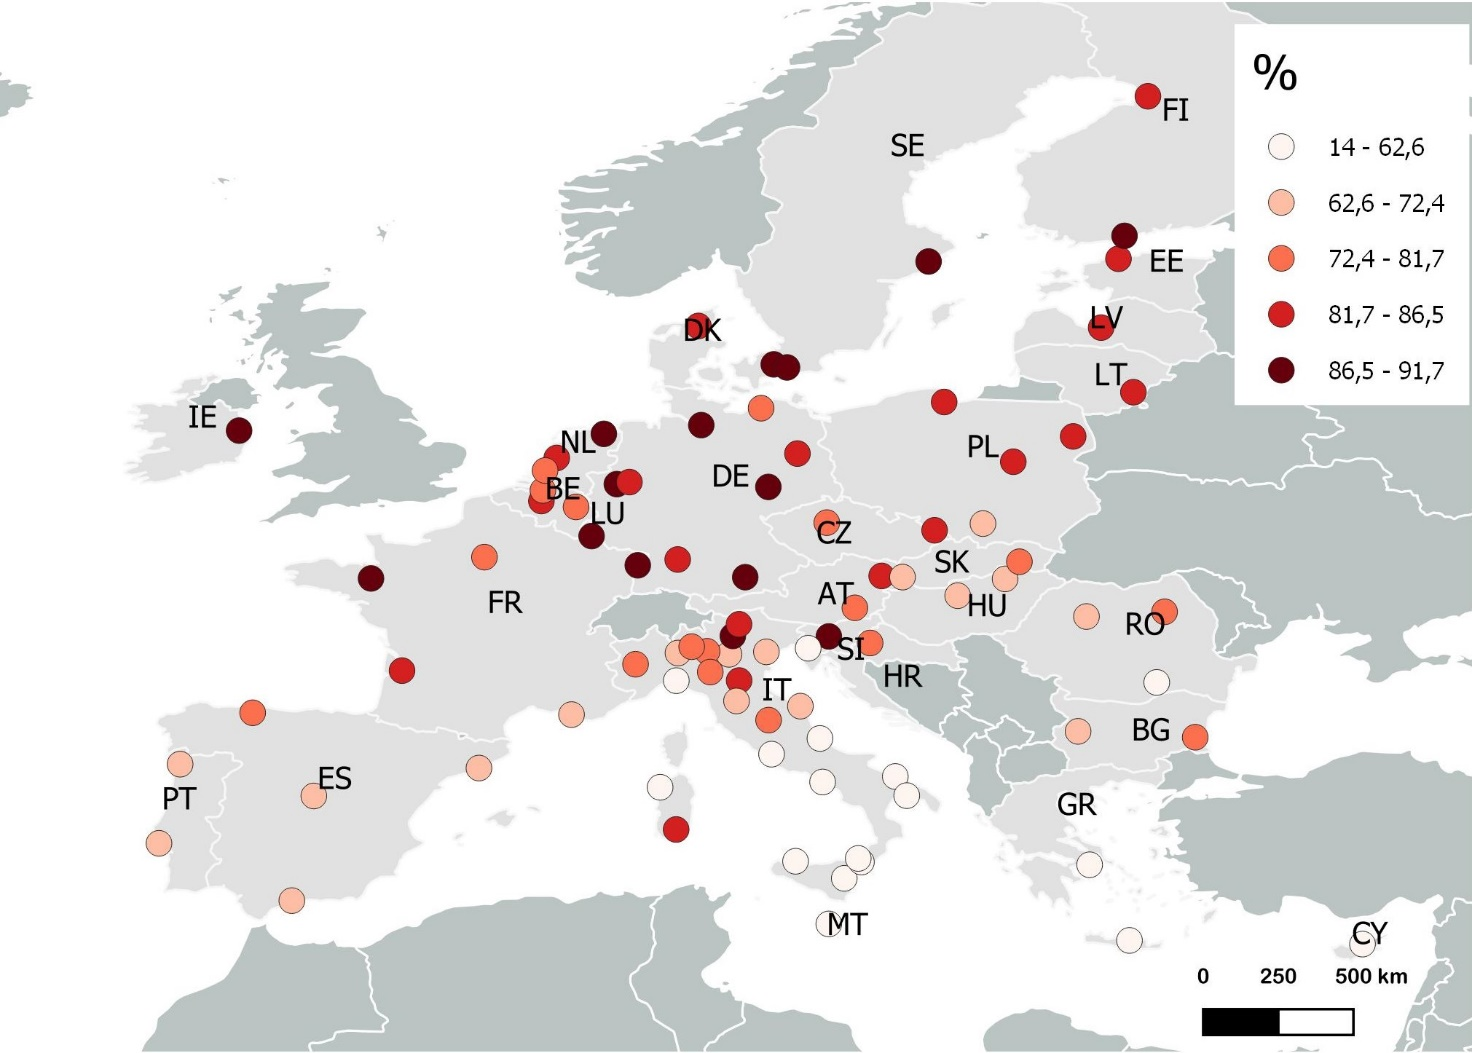 %
14 - 62,6
62,6 - 72,4
72,4 - 81,7
81,7 - 86,5
86,5 - 91,7
FI
SE
EE
LV
DK
LT
IE
NL
PL
DE
BE
LU
CZ
SK
AT
FR
HU
RO
SI
HR
IT
BG
ES
PT
GR
MT
CY
0 250 500 km